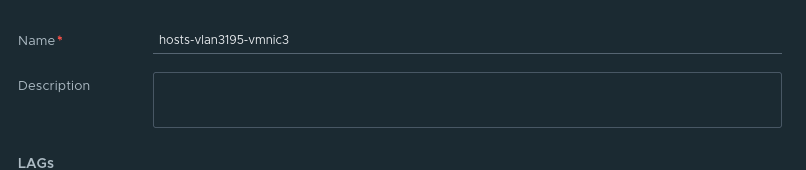 Name* hosts-vlan3195-vmnic3
Description
LAGs